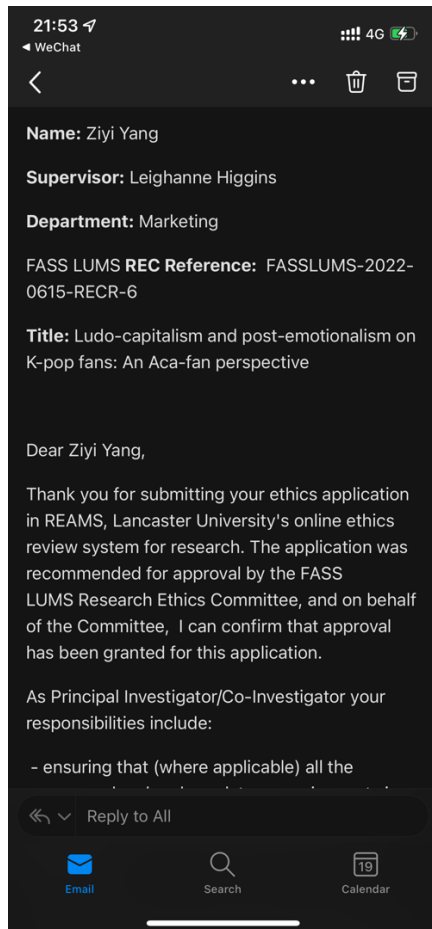 21:53
◀ WeChat
4G
Name: Ziyi Yang
Supervisor: Leighanne Higgins
Department: Marketing
FASS LUMS REC Reference:  FASSLUMS-2022-
0615-RECR-6
Title: Ludo-capitalism and post-emotionalism on
K-pop fans: An Aca-fan perspective
Dear Ziyi Yang,
Thank you for submitting your ethics application
in REAMS, Lancaster University's online ethics
review system for research. The application was
recommended for approval by the FASS
LUMS Research Ethics Committee, and on behalf
of the Committee,  I can confirm that approval
has been granted for this application.
As Principal Investigator/Co-Investigator your
responsibilities include:
- ensuring that (where applicable) all the
Reply to All
Email
Search
19
Calendar